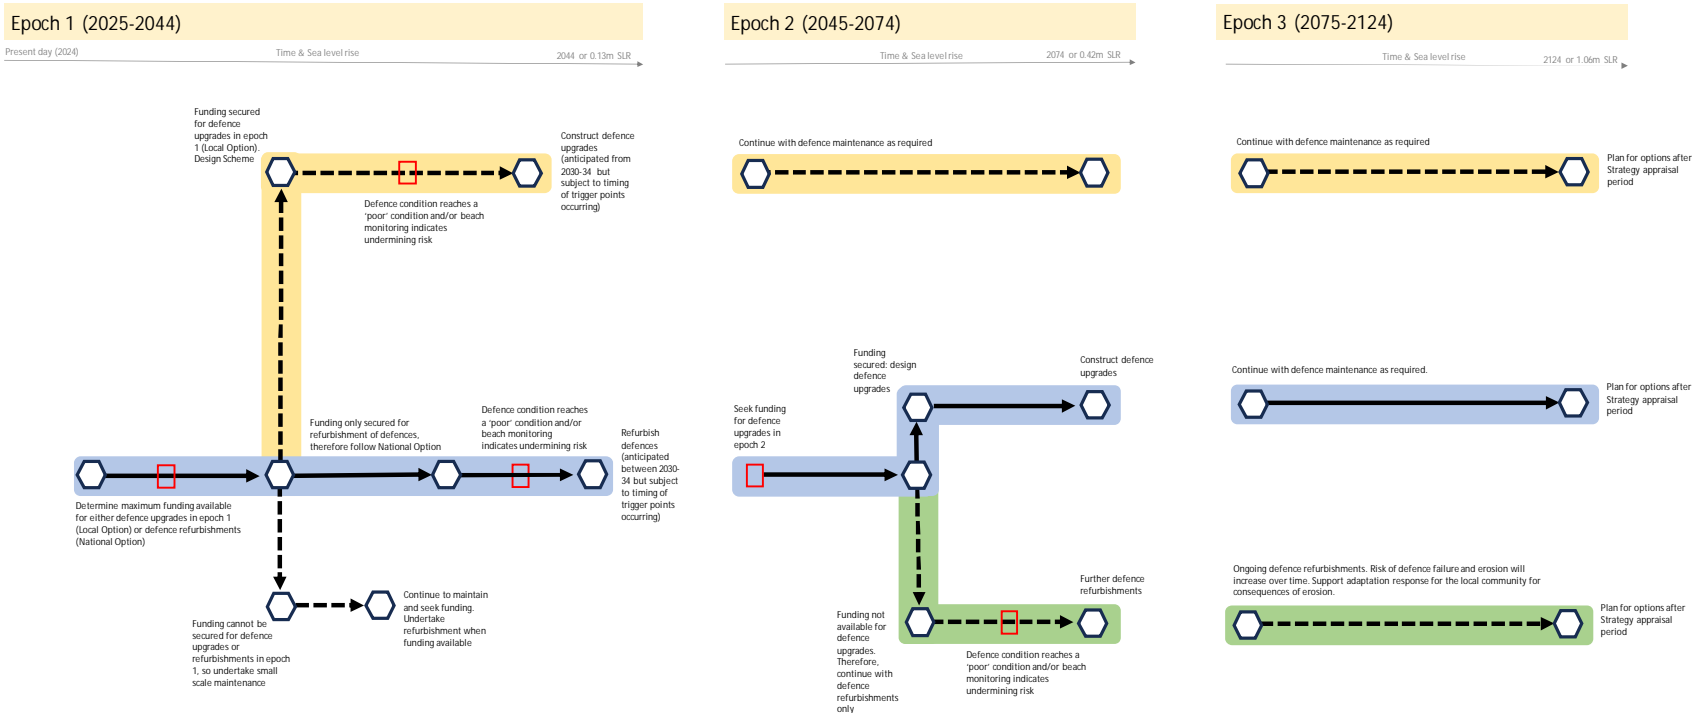 Epoch 1 (2025-2044)
Present day (2024)
Time & Sea level rise
2044 or 0.13m SLR
Funding secured
for defence
upgrades in epoch
1 (Local Option).
Design Scheme
Construct defence
upgrades
(anticipated from
2030-34 but
subject to timing
of trigger points
occurring)
Defence condition reaches a
‘poor’ condition and/or beach
monitoring indicates
undermining risk
Funding only secured for
refurbishment of defences,
therefore follow National Option
Defence condition reaches
a ‘poor’ condition and/or
beach monitoring
indicates undermining risk
Refurbish
defences
(anticipated
between 2030-
34 but subject
to timing of
trigger points
occurring)
Determine maximum funding available
for either defence upgrades in epoch 1
(Local Option) or defence refurbishments
(National Option)
Continue to maintain
and seek funding.
Undertake
refurbishment when
funding available
Funding cannot be
secured for defence
upgrades or
refurbishments in epoch
1, so undertake small
scale maintenance
Epoch 2 (2045-2074)
Time & Sea level rise
2074 or 0.42m SLR
Continue with defence maintenance as required
Funding
secured: design
defence
upgrades
Construct defence
upgrades
Seek funding
for defence
upgrades in
epoch 2
Further defence
refurbishments
Funding not
available for
defence
upgrades.
Therefore,
continue with
defence
refurbishments
only
Defence condition reaches a
‘poor’ condition and/or beach
monitoring indicates
undermining risk
Epoch 3 (2075-2124)
Time & Sea level rise
2124 or 1.06m SLR
Continue with defence maintenance as required
Plan for options after
Strategy appraisal
period
Continue with defence maintenance as required.
Plan for options after
Strategy appraisal
period
Ongoing defence refurbishments. Risk of defence failure and erosion will
increase over time. Support adaptation response for the local community for
consequences of erosion.
Plan for options after
Strategy appraisal
period